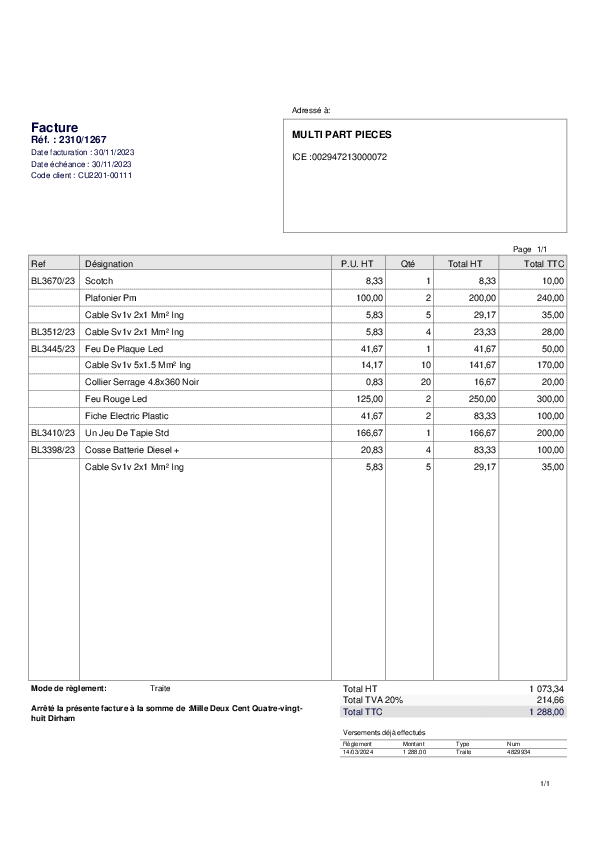 Adressé à:
Facture
Réf. : 2310/1267
Date facturation : 30/11/2023
Date échéance : 30/11/2023
Code client : CU2201-00111
MULTI PART PIECES
ICE :002947213000072
Page 1/1
Ref Désignation P.U. HT Qté Total HT Total TTC
BL3670/23 Scotch 8,33 1 8,33 10,00
Plafonier Pm 100,00 2 200,00 240,00
Cable Sv1v 2x1 Mm² Ing 5,83 5 29,17 35,00
BL3512/23 Cable Sv1v 2x1 Mm² Ing 5,83 4 23,33 28,00
BL3445/23 Feu De Plaque Led 41,67 1 41,67 50,00
Cable Sv1v 5x1.5 Mm² Ing 14,17 10 141,67 170,00
Collier Serrage 4.8x360 Noir 0,83 20 16,67 20,00
Feu Rouge Led 125,00 2 250,00 300,00
Fiche Electric Plastic 41,67 2 83,33 100,00
BL3410/23 Un Jeu De Tapie Std 166,67 1 166,67 200,00
BL3398/23 Cosse Batterie Diesel + 20,83 4 83,33 100,00
Cable Sv1v 2x1 Mm² Ing 5,83 5 29,17 35,00
Mode de règlement: Traite
Arrêté la présente facture à la somme de :Mille Deux Cent Quatre-vingt-
huit Dirham
Total HT 1 073,34
Total TVA 20% 214,66
Total TTC 1 288,00
Versements déjà effectués
Règlement Montant Type Num
14/03/2024 1 288,00 Traite 4829934
1/1